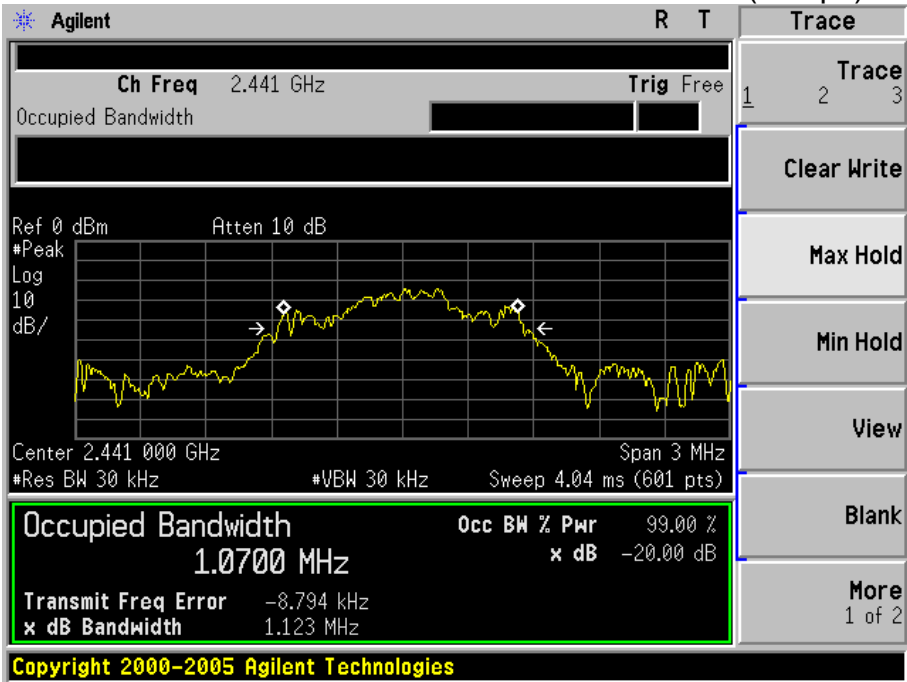 Agilent R T Trace
Ch Freq 2.441 GHz Trig Free
Occupied Bandwidth
Trace
1 2 3
Clear Write
Ref 0 dBm Atten 10 dB
#Peak
Log
10
dB/
Max Hold
Min Hold
View
Center 2.441 000 GHz Span 3 MHz
#Res BW 30 kHz #VBW 30 kHz Sweep 4.04 ms (601 pts)
Occupied Bandwidth Occ BW % Pwr 99.00 %
1.0700 MHz x dB -20.00 dB
Transmit Freq Error -8.794 kHz
x dB Bandwidth 1.123 MHz
Blank
More
1 of 2
Copyright 2000-2005 Agilent Technologies